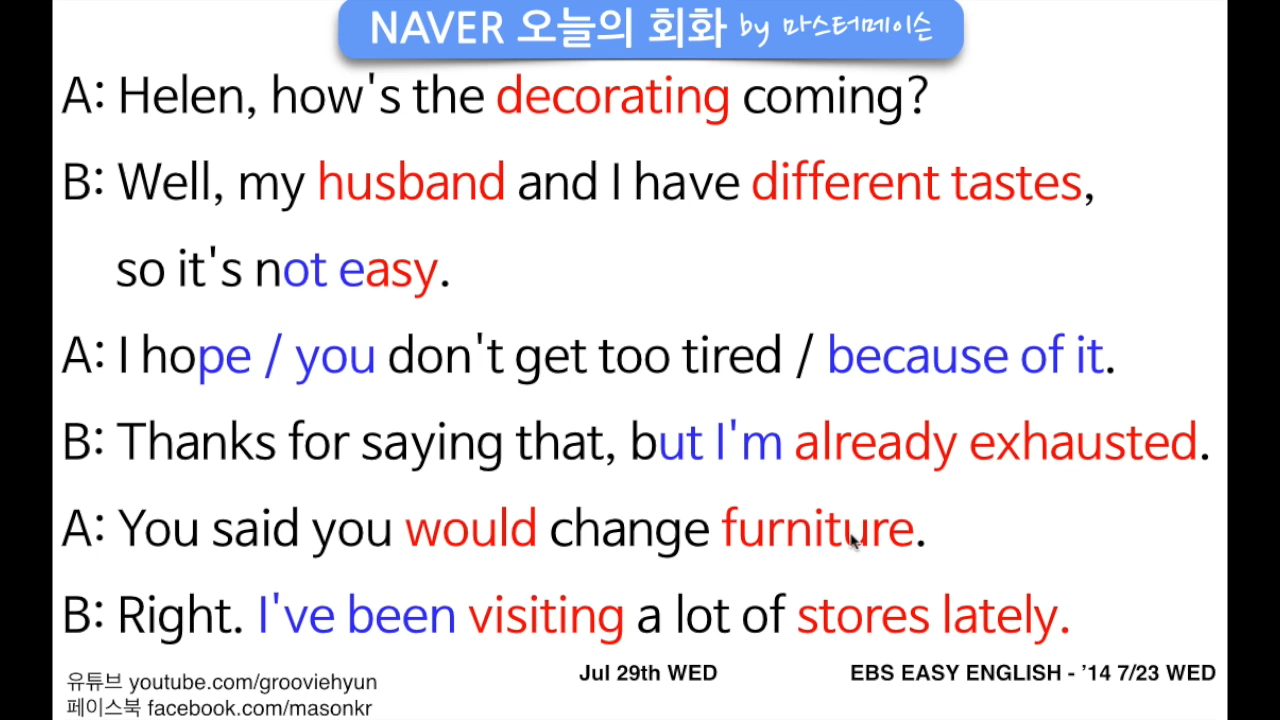 NAVER 오늘의 회화 by 마스터메이슨
A: Helen, how's the decorating coming?
B: Well, my husband and I have different tastes,
so it's not easy.
A: I hope / you don't get too tired / because of it.
B: Thanks for saying that, but I'm already exhausted.
A: You said you would change furniture.
B: Right. I've been visiting a lot of stores lately.
유튜브 youtube.com/grooviehyun
페이스북 facebook.com/masonkr
Jul 29th WED
EBS EASY ENGLISH - ’14 7/23 WED